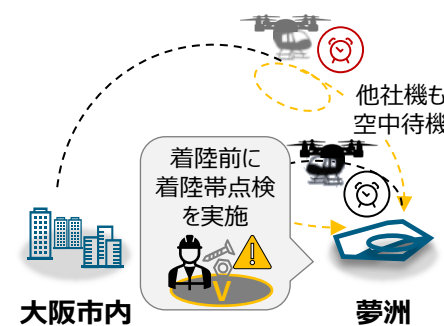 他社機も
空中待機
着陸前に
着陸帯点検
を実施
V
大阪市内
夢洲